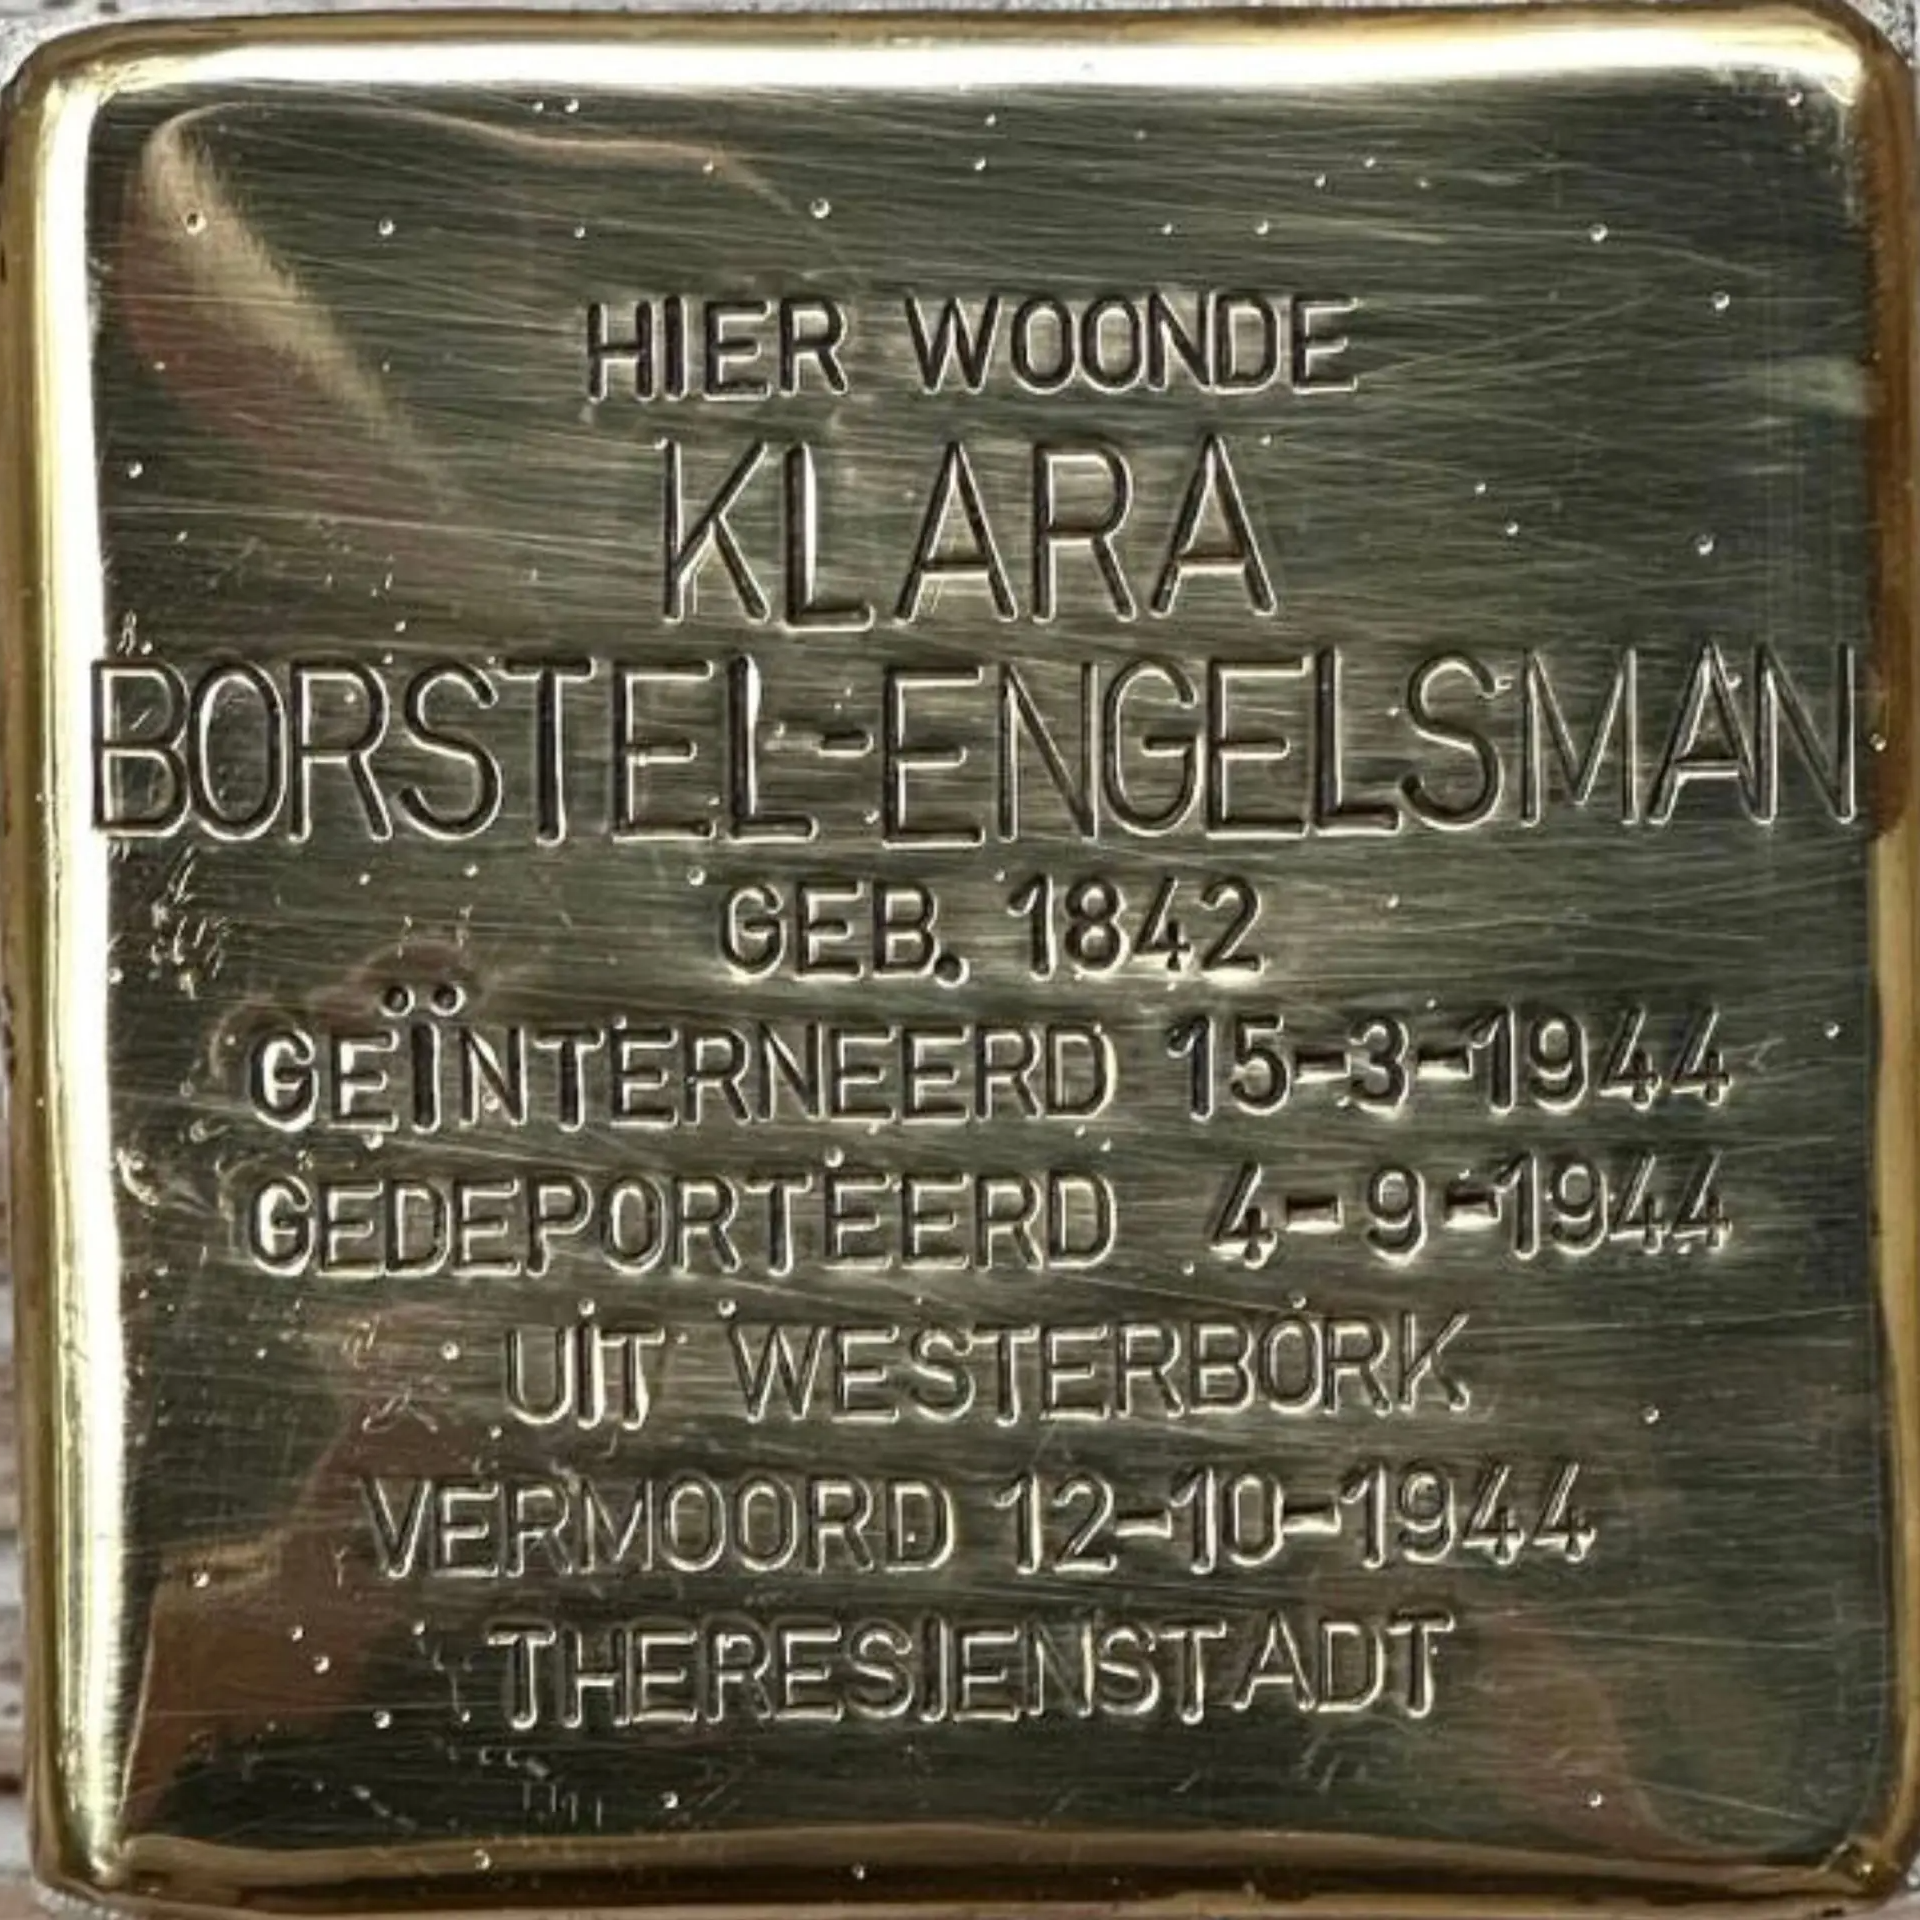 HIER WOONDE
KLARA
BORSTEL-ENGELSMAN
GEB. 1842
GEÏNTERNEERD 15-3-1944
GEDEPORTEERD 4-9-1944
UIT WESTERBORK
VERMOORD 12-10-1944
THERESIENSTADT